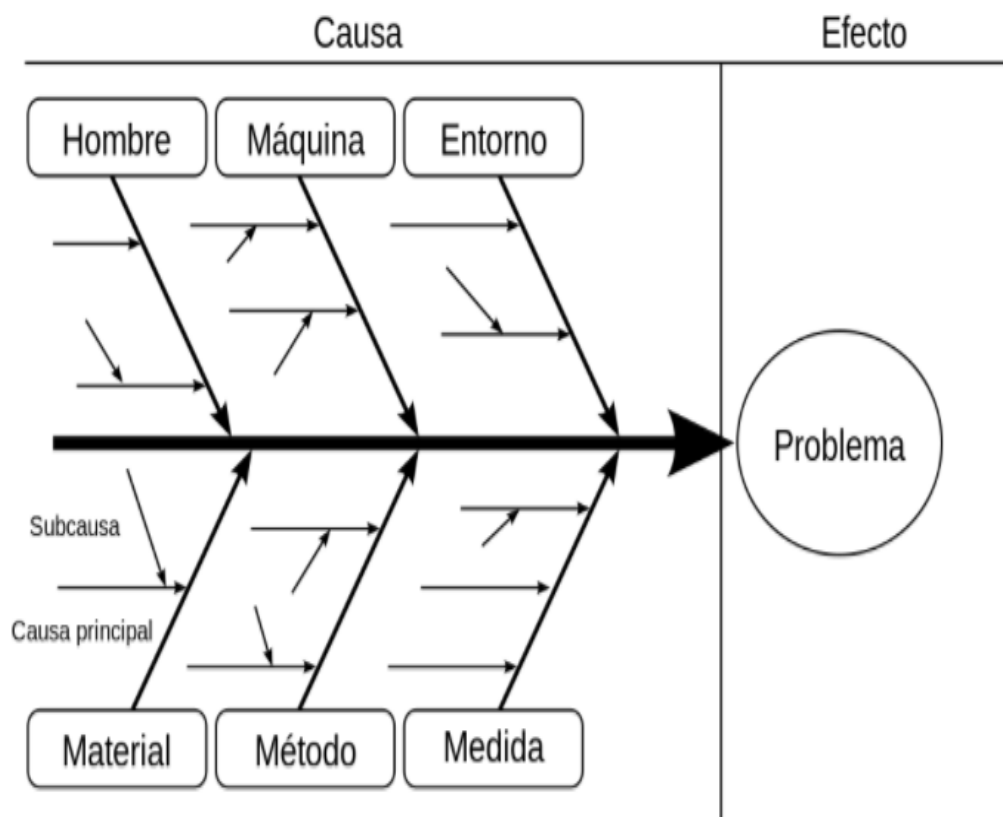 Causa
Efecto
Hombre
Máquina
Entorno
Problema
Subcausa
Causa principal
Material
Método
Medida